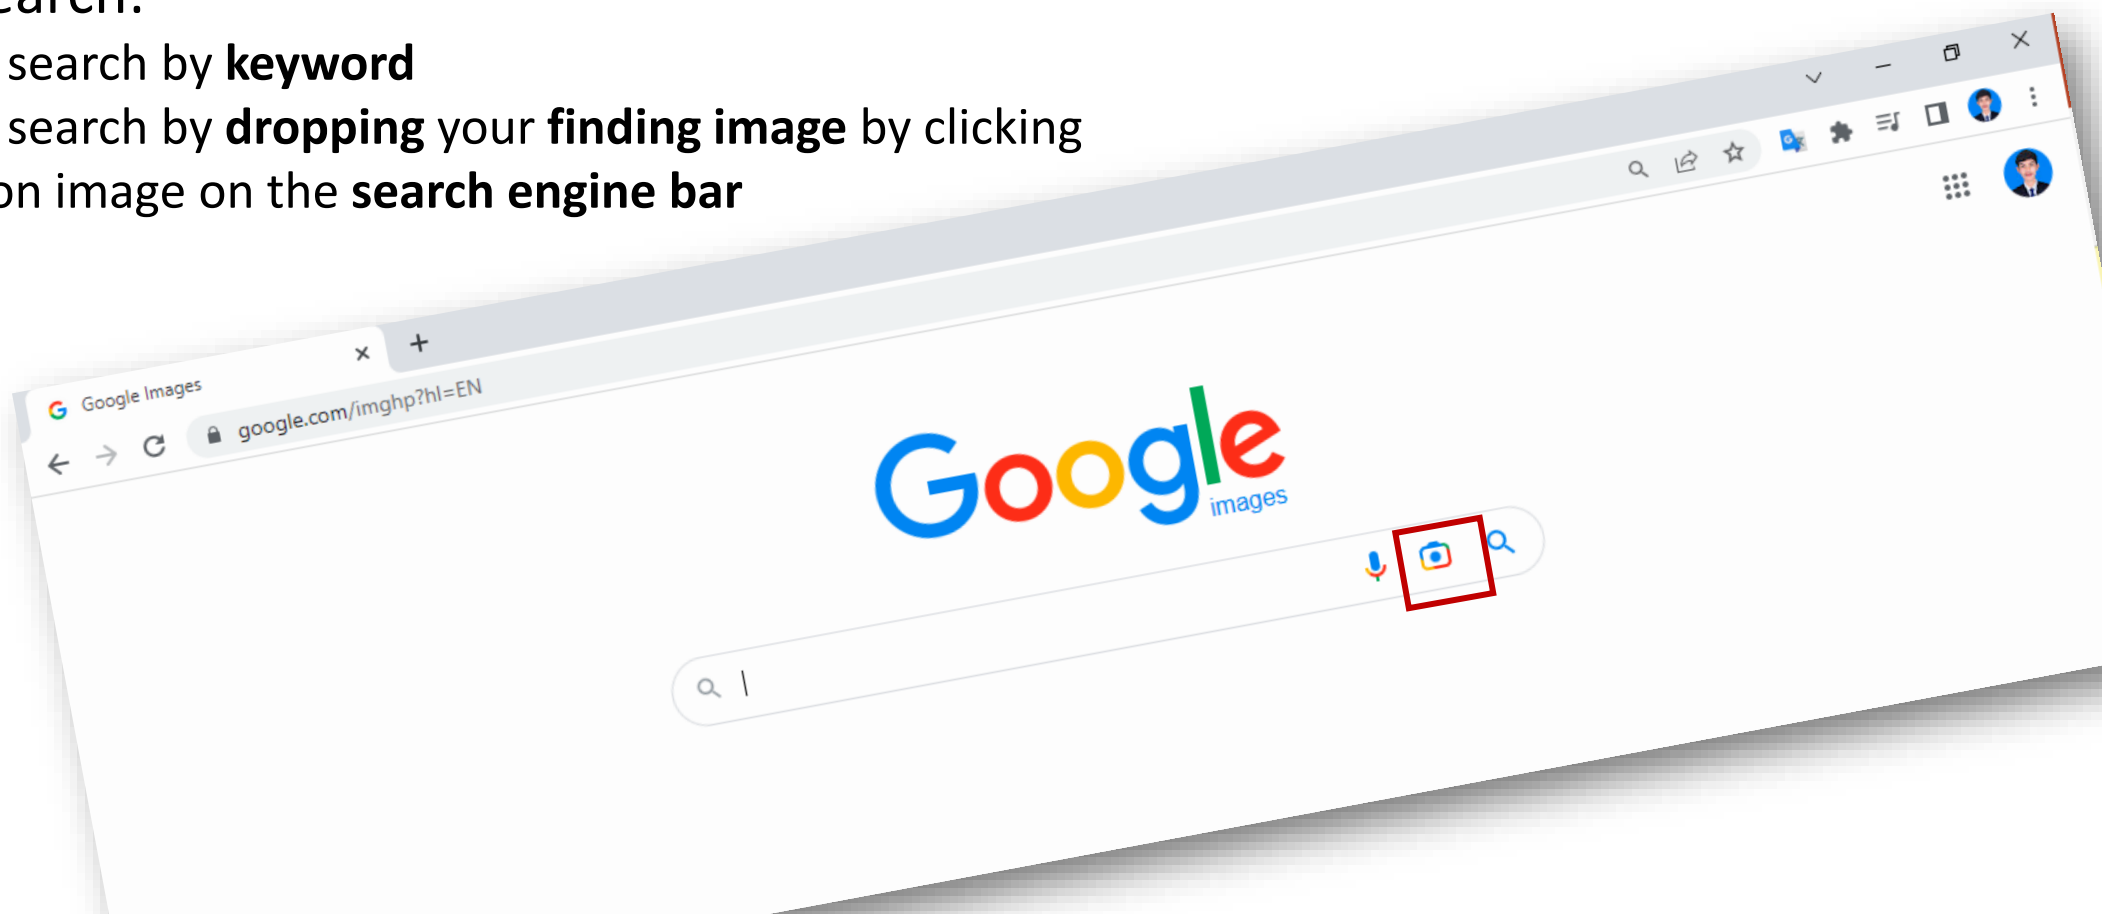 earch:
search by keyword
search by dropping your finding image by clicking
on image on the search engine bar
Google Images
google.com/imghp?hl=EN
Google
images